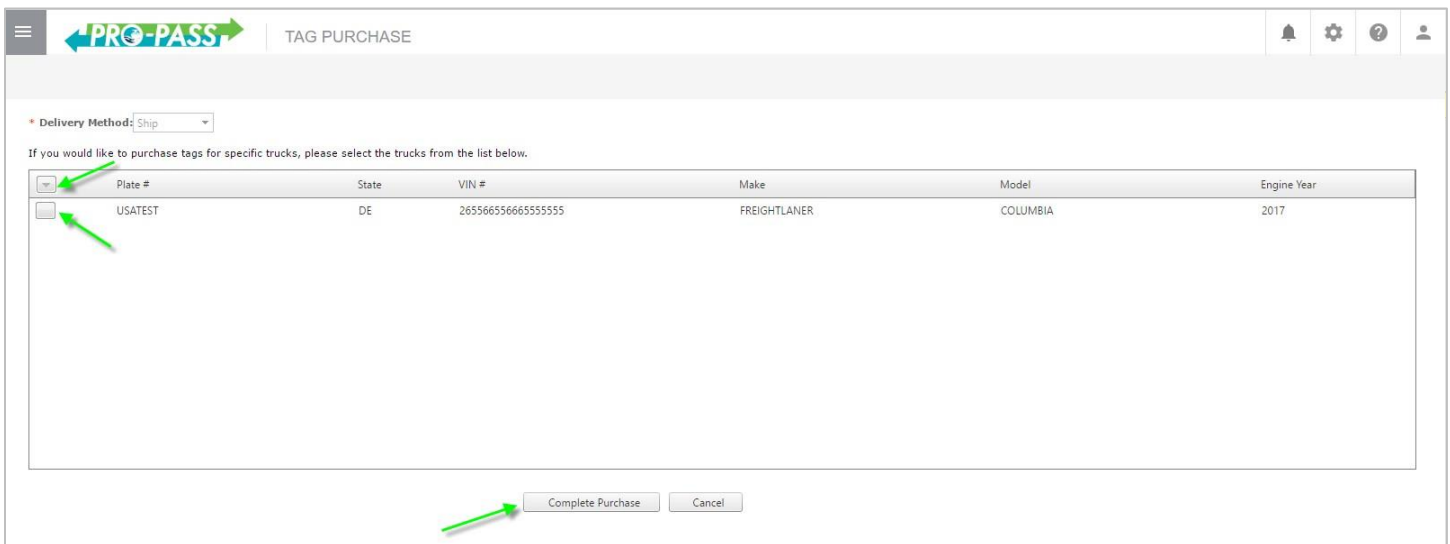 PRO-PASS
TAG PURCHASE
* Delivery Method: Ship
If you would like to purchase tags for specific trucks, please select the trucks from the list below.
Plate # State VIN # Make Model Engine Year
USATEST DE 265566556665555555 FREIGHTLANER COLUMBIA 2017
Complete Purchase Cancel